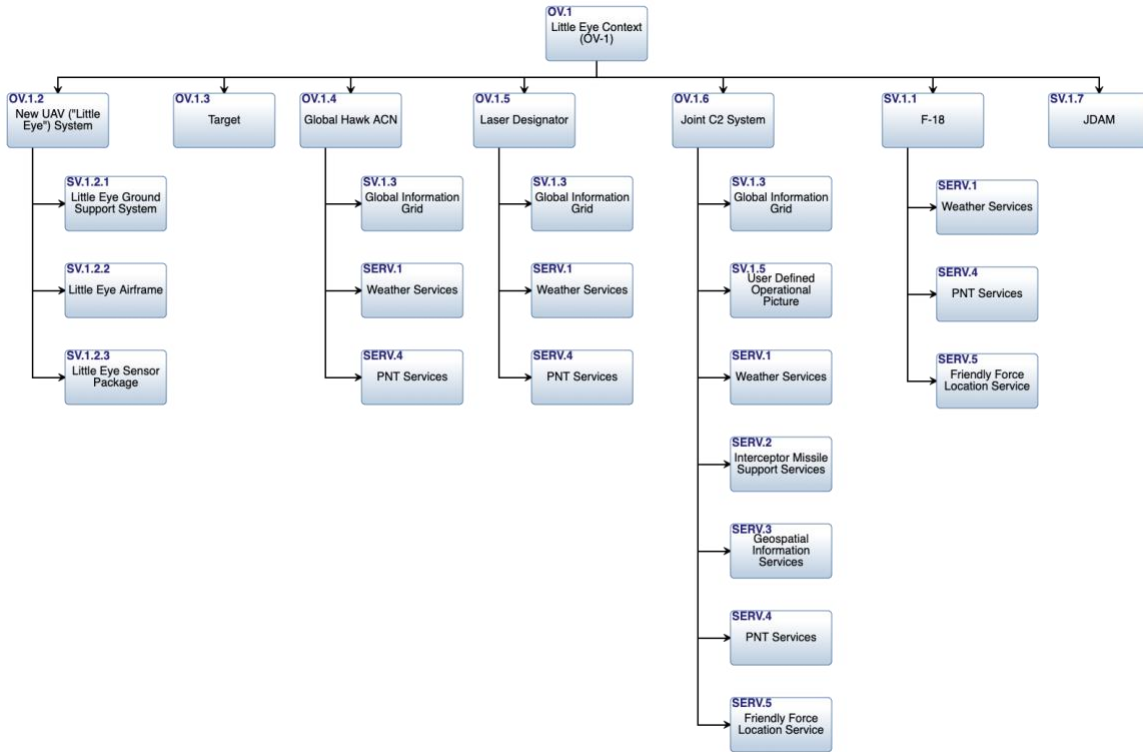 OV.1
Little Eye Context
(OV-1)
OV.1.2
New UAV ("Little
Eye") System
OV.1.3
Target
OV.1.4
Global Hawk ACN
OV.1.5
Laser Designator
OV.1.6
Joint C2 System
SV.1.1
F-18
SV.1.7
JDAM
SV.1.2.1
Little Eye Ground
Support System
SV.1.2.2
Little Eye Airframe
SV.1.2.3
Little Eye Sensor
Package
SV.1.3
Global Information
Grid
SERV.1
Weather Services
SERV.4
PNT Services
SV.1.3
Global Information
Grid
SERV.1
Weather Services
SERV.4
PNT Services
SV.1.3
Global Information
Grid
SV.1.5
User Defined
Operational
Picture
SERV.1
Weather Services
SERV.2
Interceptor Missile
Support Services
SERV.3
Geospatial
Information
Services
SERV.4
PNT Services
SERV.5
Friendly Force
Location Service
SERV.1
Weather Services
SERV.4
PNT Services
SERV.5
Friendly Force
Location Service